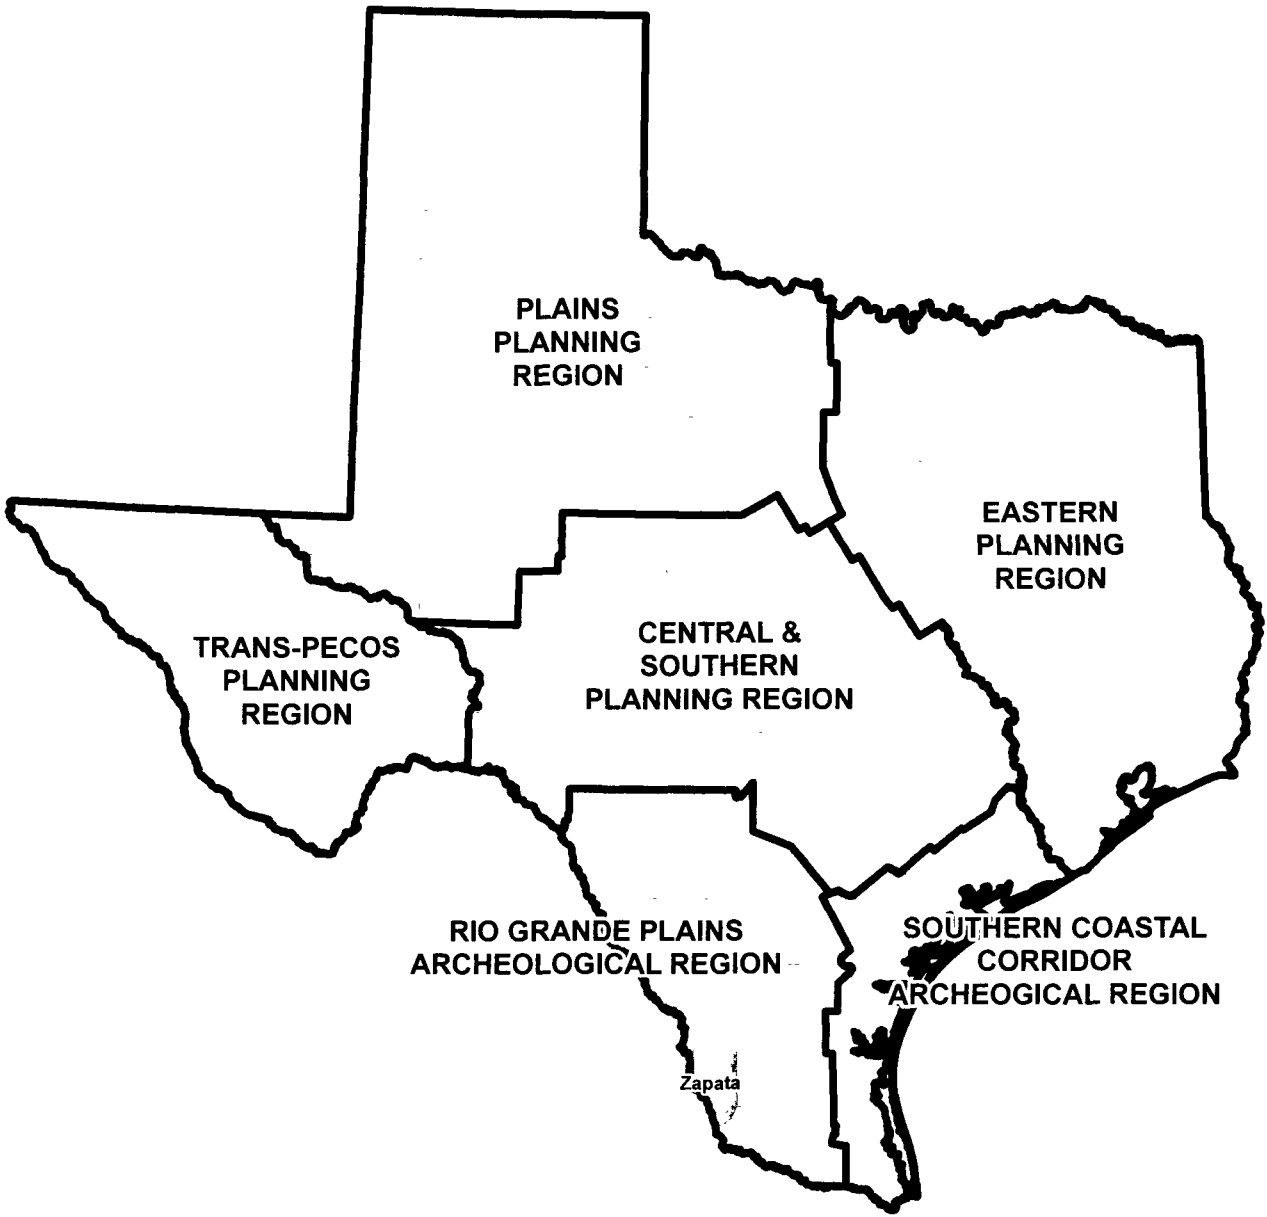 PLAINS
PLANNING
REGION
EASTERN
PLANNING
REGION
TRANS-PECOS
PLANNING
REGION
CENTRAL &
SOUTHERN
PLANNING REGION
RIO GRANDE PLAINS
ARCHEOLOGICAL REGION
SOUTHERN COASTAL
CORRIDOR
ARCHEOGICAL REGION
Zapata